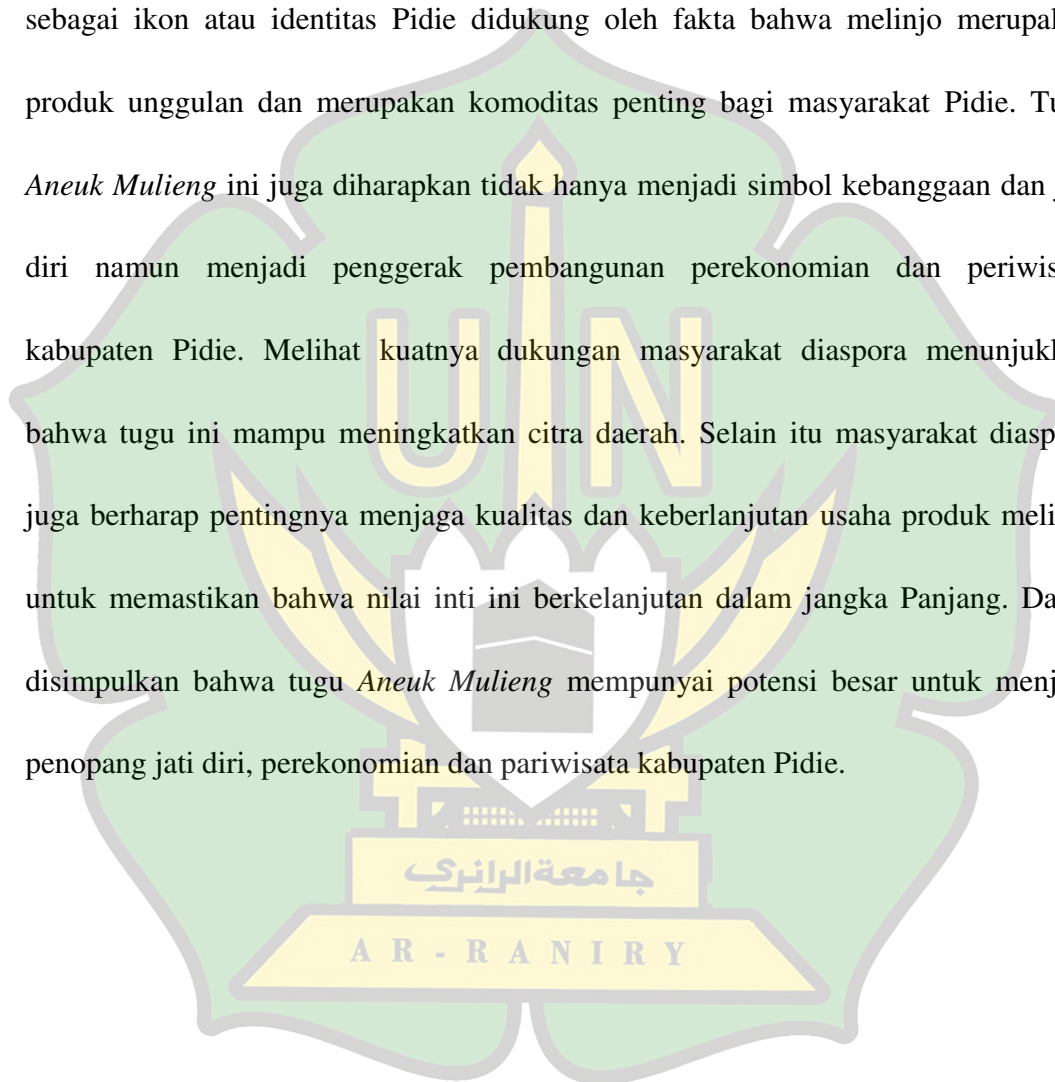 sebagai ikon atau identitas Pidie didukung oleh fakta bahwa melinjo merupak
produk unggulan dan merupakan komoditas penting bagi masyarakat Pidie. Tu
Aneuk Mulieng ini juga diharapkan tidak hanya menjadi simbol kebanggaan dan j
diri namun menjadi penggerak pembangunan perekonomian dan periwis
kabupaten Pidie. Melihat kuatnya dukungan masyarakat diaspora menunjukk
bahwa tugu ini mampu meningkatkan citra daerah. Selain itu masyarakat diasp
juga berharap pentingnya menjaga kualitas dan keberlanjutan usaha produk meli
untuk memastikan bahwa nilai inti ini berkelanjutan dalam jangka Panjang. Da
disimpulkan bahwa tugu Aneuk Mulieng mempunyai potensi besar untuk menj
penopang jati diri, perekonomian dan pariwisata kabupaten Pidie.
UIN
جامعة الرانري
AR-RANIRY